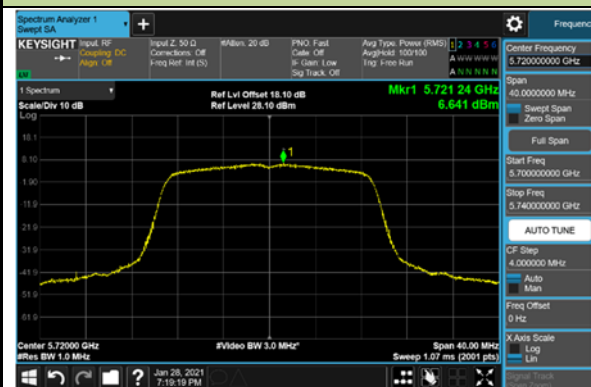 Spectrum Analyzer 1
Swept SA
Frequenc
KEYSIGHT
Input: RF
Coupling: DC
Align: Off
Input Z: 50 Ω
Corrections: Off
Freq Ref: Int (S)
#Atten: 20 dB
PNO: Fast
Gate: Off
IF Gain: Low
Sig Track: Off
Avg Type: Power (RMS)
Avg|Hold: 100/100
Trig: Free Run
1 2 3 4 5 6
A W W W W W
A N N N N N
1 Spectrum
Scale/Div 10 dB
Log
Ref Lvl Offset 18.10 dB
Ref Level 28.10 dBm
Mkr1 5.721 24 GHz
6.641 dBm
18.1
8.10
1
-1.90
-11.9
-21.9
-31.9
-41.9
-51.9
-61.9
Center 5.72000 GHz
#Res BW 1.0 MHz
#Video BW 3.0 MHz*
Span 40.00 MHz
Sweep 1.07 ms (2001 pts)
Center Frequency
5.720000000 GHz
Span
40.0000000 MHz
Swept Span
Zero Span
Full Span
Start Freq
5.700000000 GHz
Stop Freq
5.740000000 GHz
AUTO TUNE
CF Step
4.000000 MHz
Auto
Man
Freq Offset
0 Hz
X Axis Scale
Log
Lin
Signal Track
Jan 28, 2021
7:19:19 PM